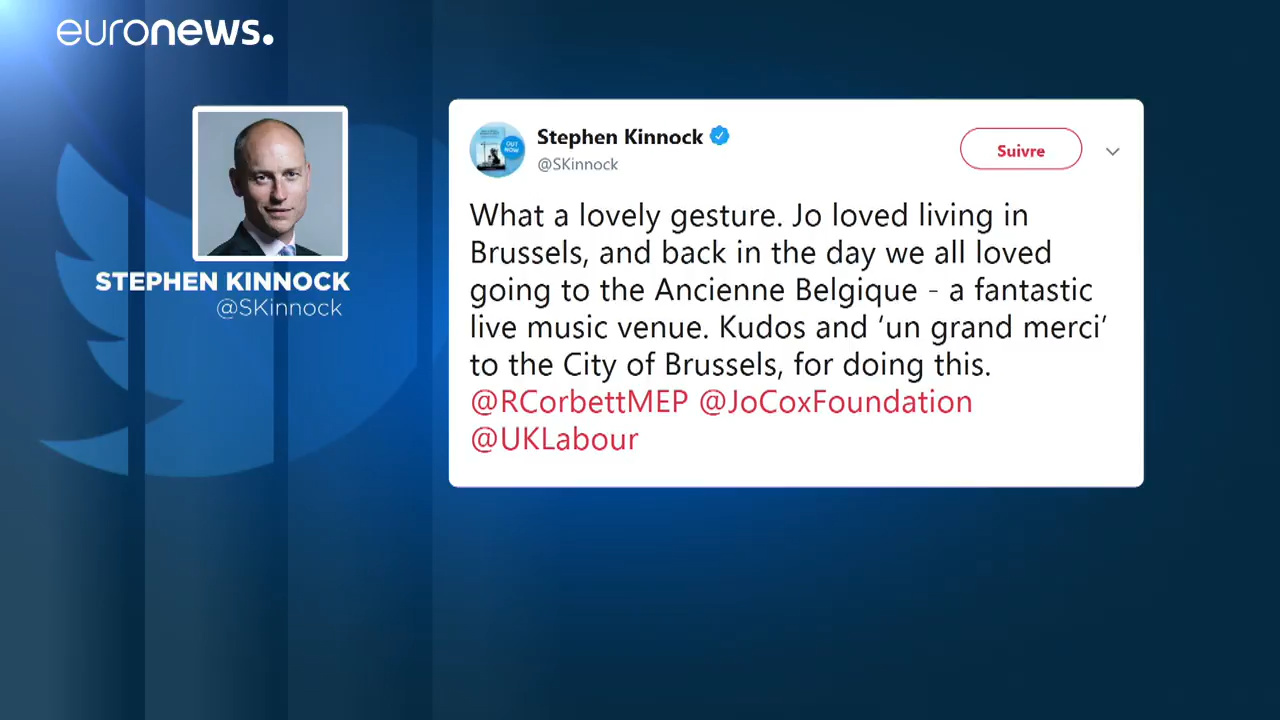 euronews.
STEPHEN KINNOCK
@SKinnock
Stephen Kinnock
@SKinnock
Suivre
What a lovely gesture. Jo loved living in
Brussels, and back in the day we all loved
going to the Ancienne Belgique - a fantastic
live music venue. Kudos and ‘un grand merci’
to the City of Brussels, for doing this.
@RCorbettMEP @JoCoxFoundation
@UKLabour
OUT
NOW